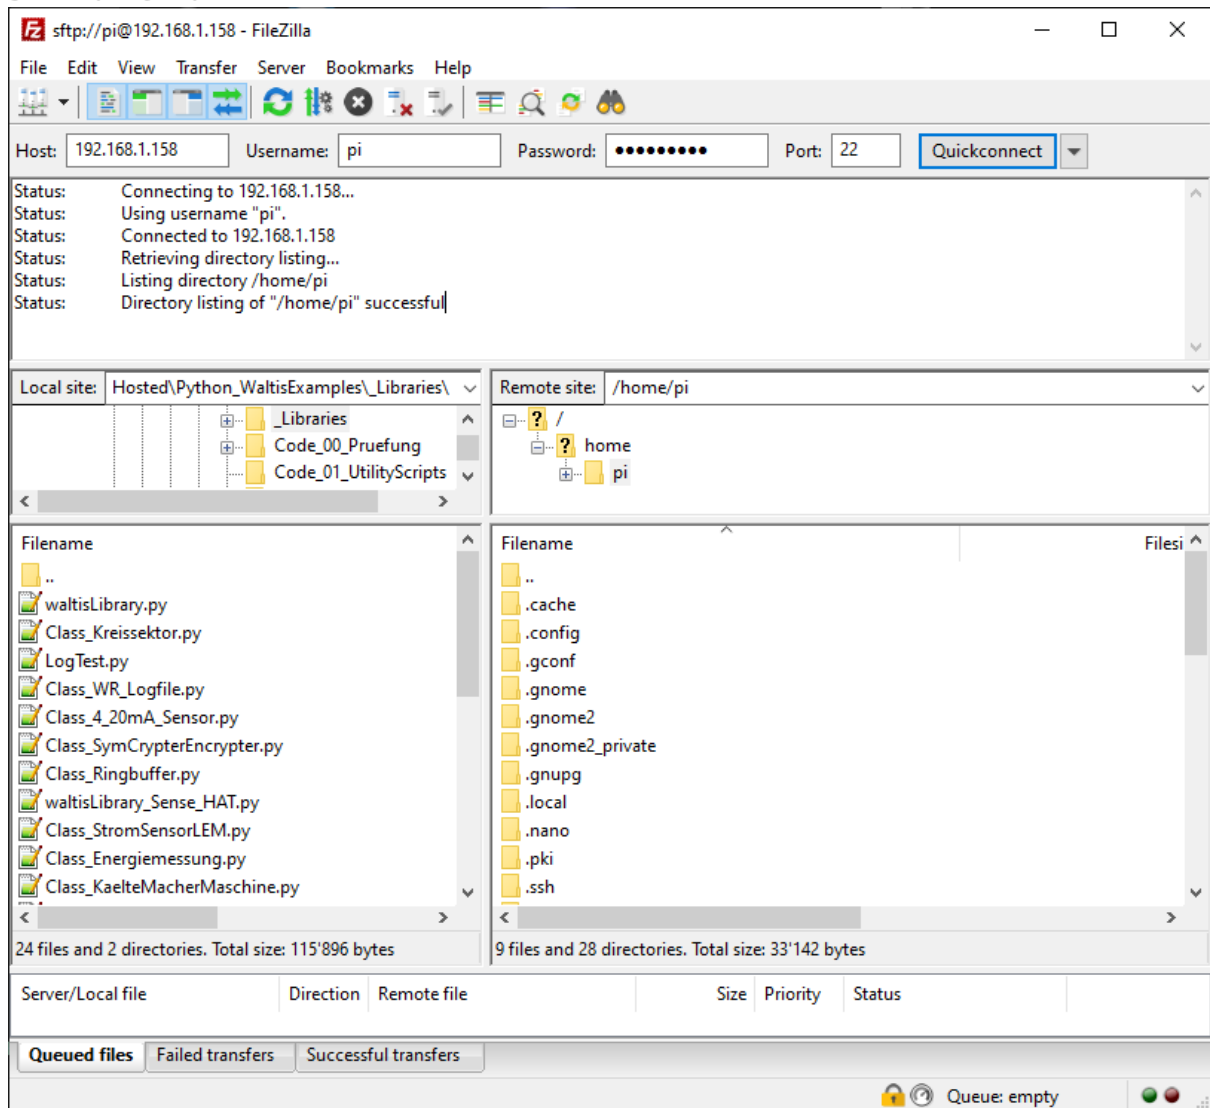 sftp://pi@192.168.1.158 - FileZilla
File Edit View Transfer Server Bookmarks Help
Host: 192.168.1.158 Username: pi Password: ●●●●●●●●● Port: 22 Quickconnect
Status: Connecting to 192.168.1.158...
Status: Using username "pi".
Status: Connected to 192.168.1.158
Status: Retrieving directory listing...
Status: Listing directory /home/pi
Status: Directory listing of "/home/pi" successful
Local site: Hosted\Python_WaltisExamples\_Libraries\
_Libraries
Code_00_Pruefung
Code_01_UtilityScripts
Remote site: /home/pi
/
home
pi
Filename
..
waltisLibrary.py
Class_Kreissektor.py
LogTest.py
Class_WR_Logfile.py
Class_4_20mA_Sensor.py
Class_SymCrypterEncrypter.py
Class_Ringbuffer.py
waltisLibrary_Sense_HAT.py
Class_StromSensorLEM.py
Class_Energiemessung.py
Class_KaelteMacherMaschine.py
24 files and 2 directories. Total size: 115'896 bytes
Filename Filesi
..
.cache
.config
.gconf
.gnome
.gnome2
.gnome2_private
.gnupg
.local
.nano
.pki
.ssh
9 files and 28 directories. Total size: 33'142 bytes
Server/Local file Direction Remote file Size Priority Status
Queued files Failed transfers Successful transfers
Queue: empty